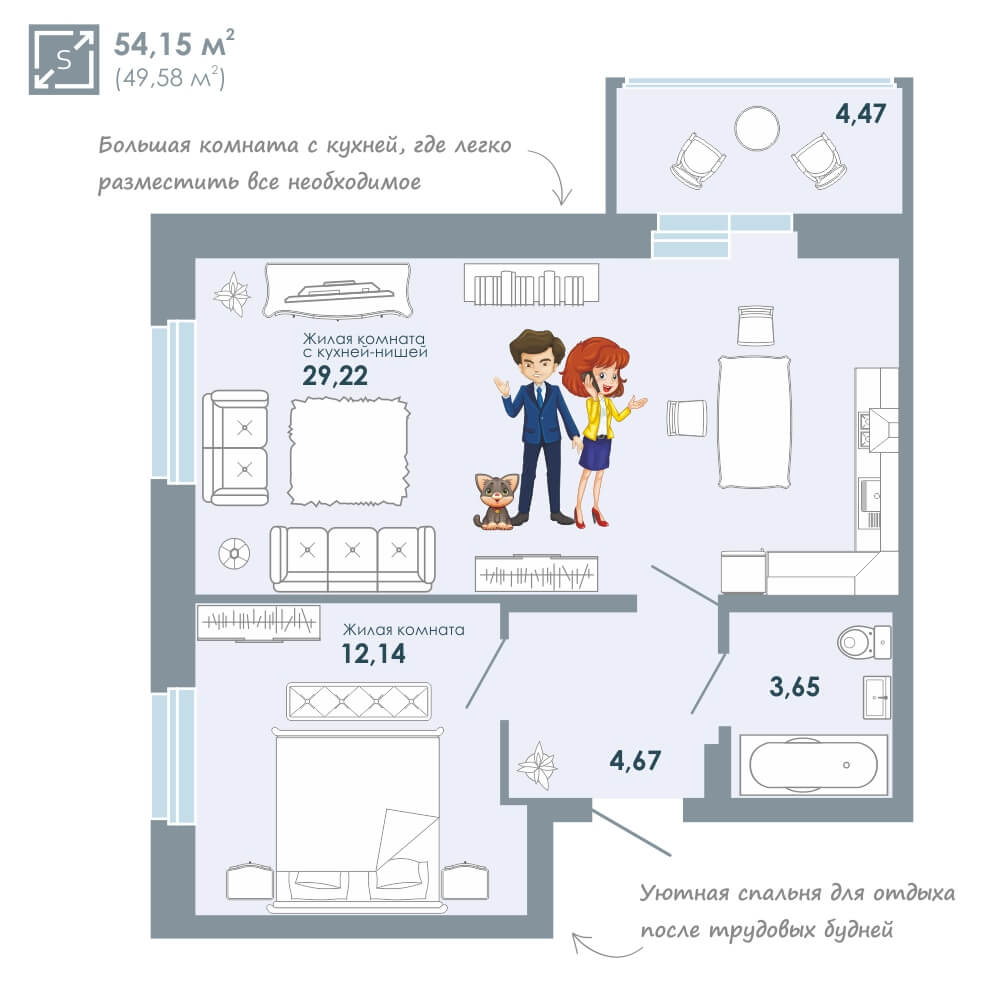 S
54,15 м²
(49,58 м²)
4,47
Большая комната с кухней, где легко
разместить все необходимое
Жилая комната
с кухней-нишей
29,22
Жилая комната
12,14
3,65
4,67
Уютная спальня для отдыха
после трудовых будней